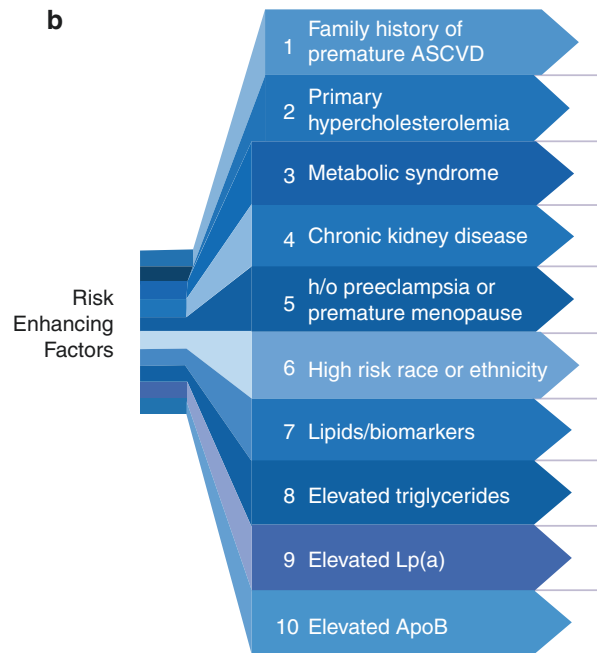 b
Risk
Enhancing
Factors
1 Family history of
premature ASCVD
2 Primary
hypercholesterolemia
3 Metabolic syndrome
4 Chronic kidney disease
5 h/o preeclampsia or
premature menopause
6 High risk race or ethnicity
7 Lipids/biomarkers
8 Elevated triglycerides
9 Elevated Lp(a)
10 Elevated ApoB